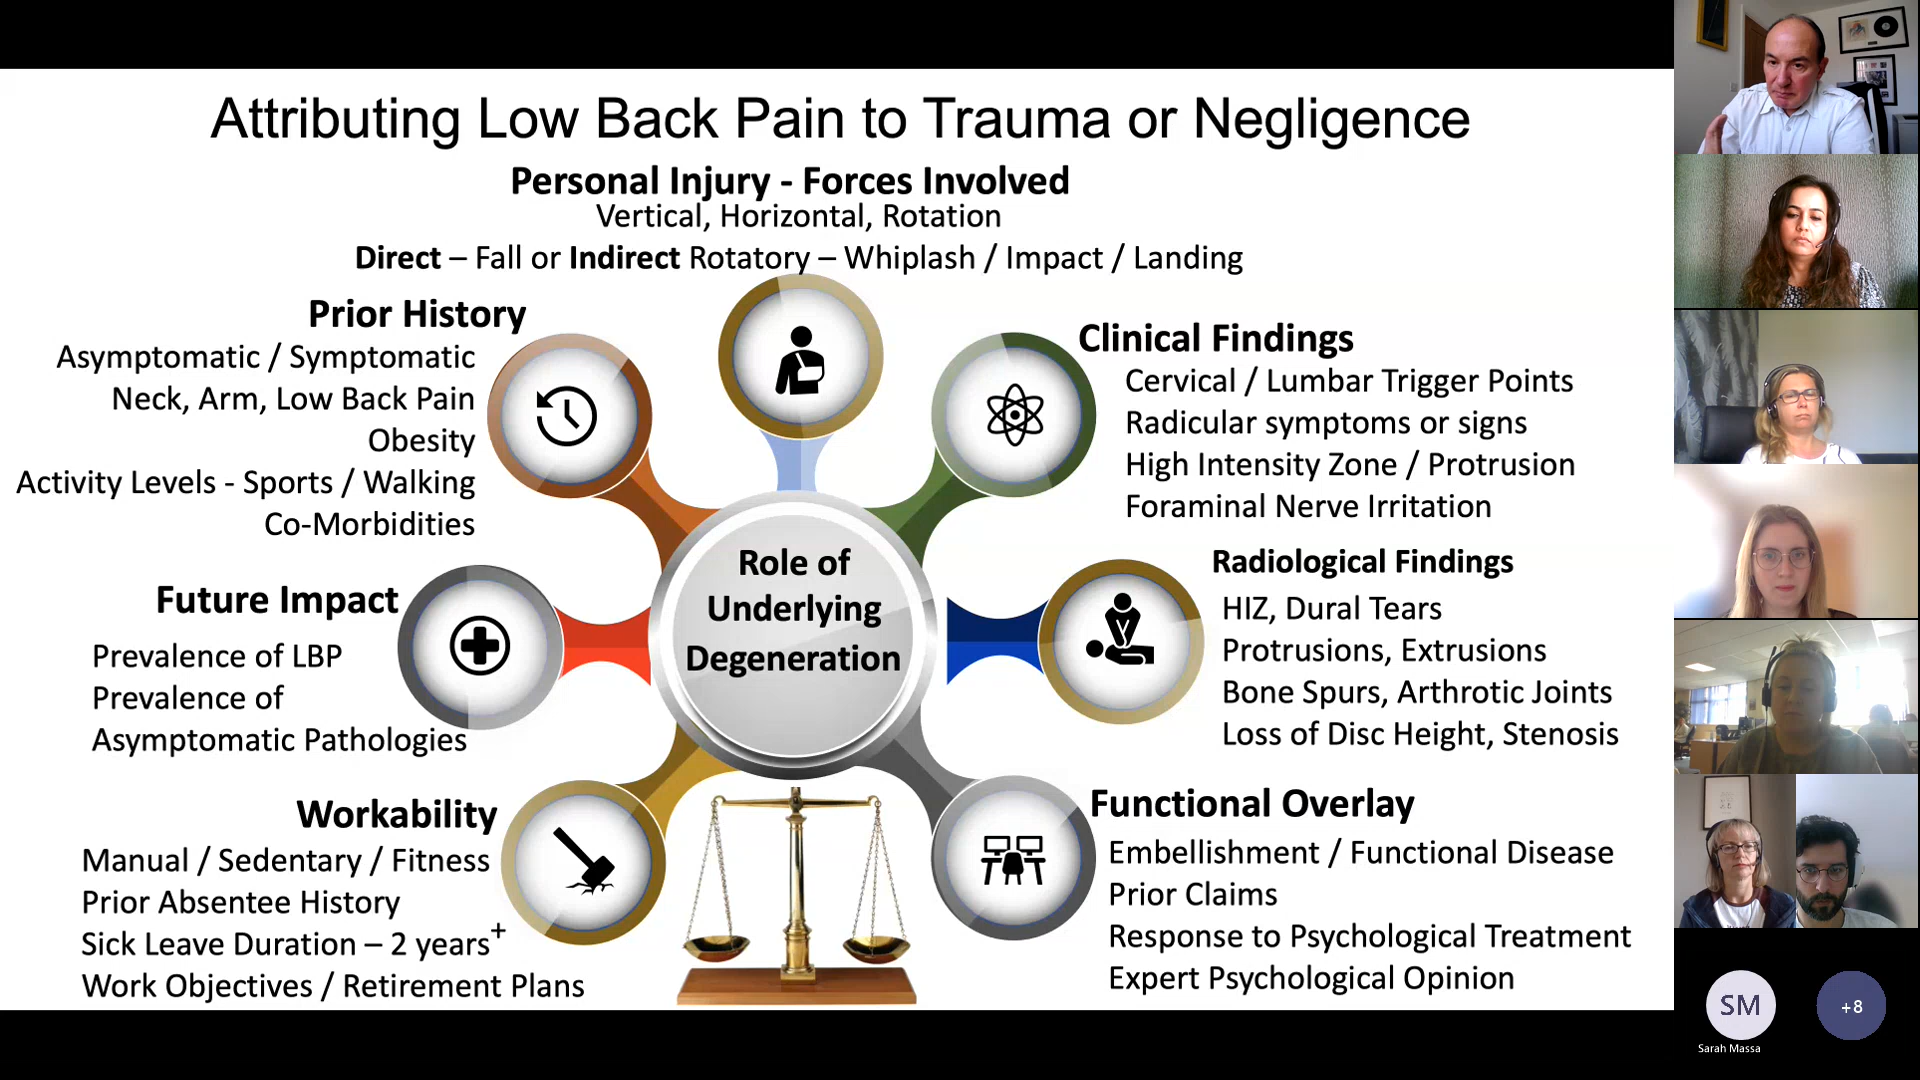 Attributing Low Back Pain to Trauma or Negligence
Personal Injury - Forces Involved
Vertical, Horizontal, Rotation
Direct – Fall or Indirect Rotatory – Whiplash / Impact / Landing
Prior History
Asymptomatic / Symptomatic
Neck, Arm, Low Back Pain
Obesity
Activity Levels - Sports / Walking
Co-Morbidities
Clinical Findings
Cervical / Lumbar Trigger Points
Radicular symptoms or signs
High Intensity Zone / Protrusion
Foraminal Nerve Irritation
Role of
Underlying
Degeneration
Future Impact
Prevalence of LBP
Prevalence of
Asymptomatic Pathologies
Radiological Findings
HIZ, Dural Tears
Protrusions, Extrusions
Bone Spurs, Arthrotic Joints
Loss of Disc Height, Stenosis
Workability
Manual / Sedentary / Fitness
Prior Absentee History
Sick Leave Duration – 2 years+
Work Objectives / Retirement Plans
Functional Overlay
Embellishment / Functional Disease
Prior Claims
Response to Psychological Treatment
Expert Psychological Opinion
SM
Sarah Massa
+8